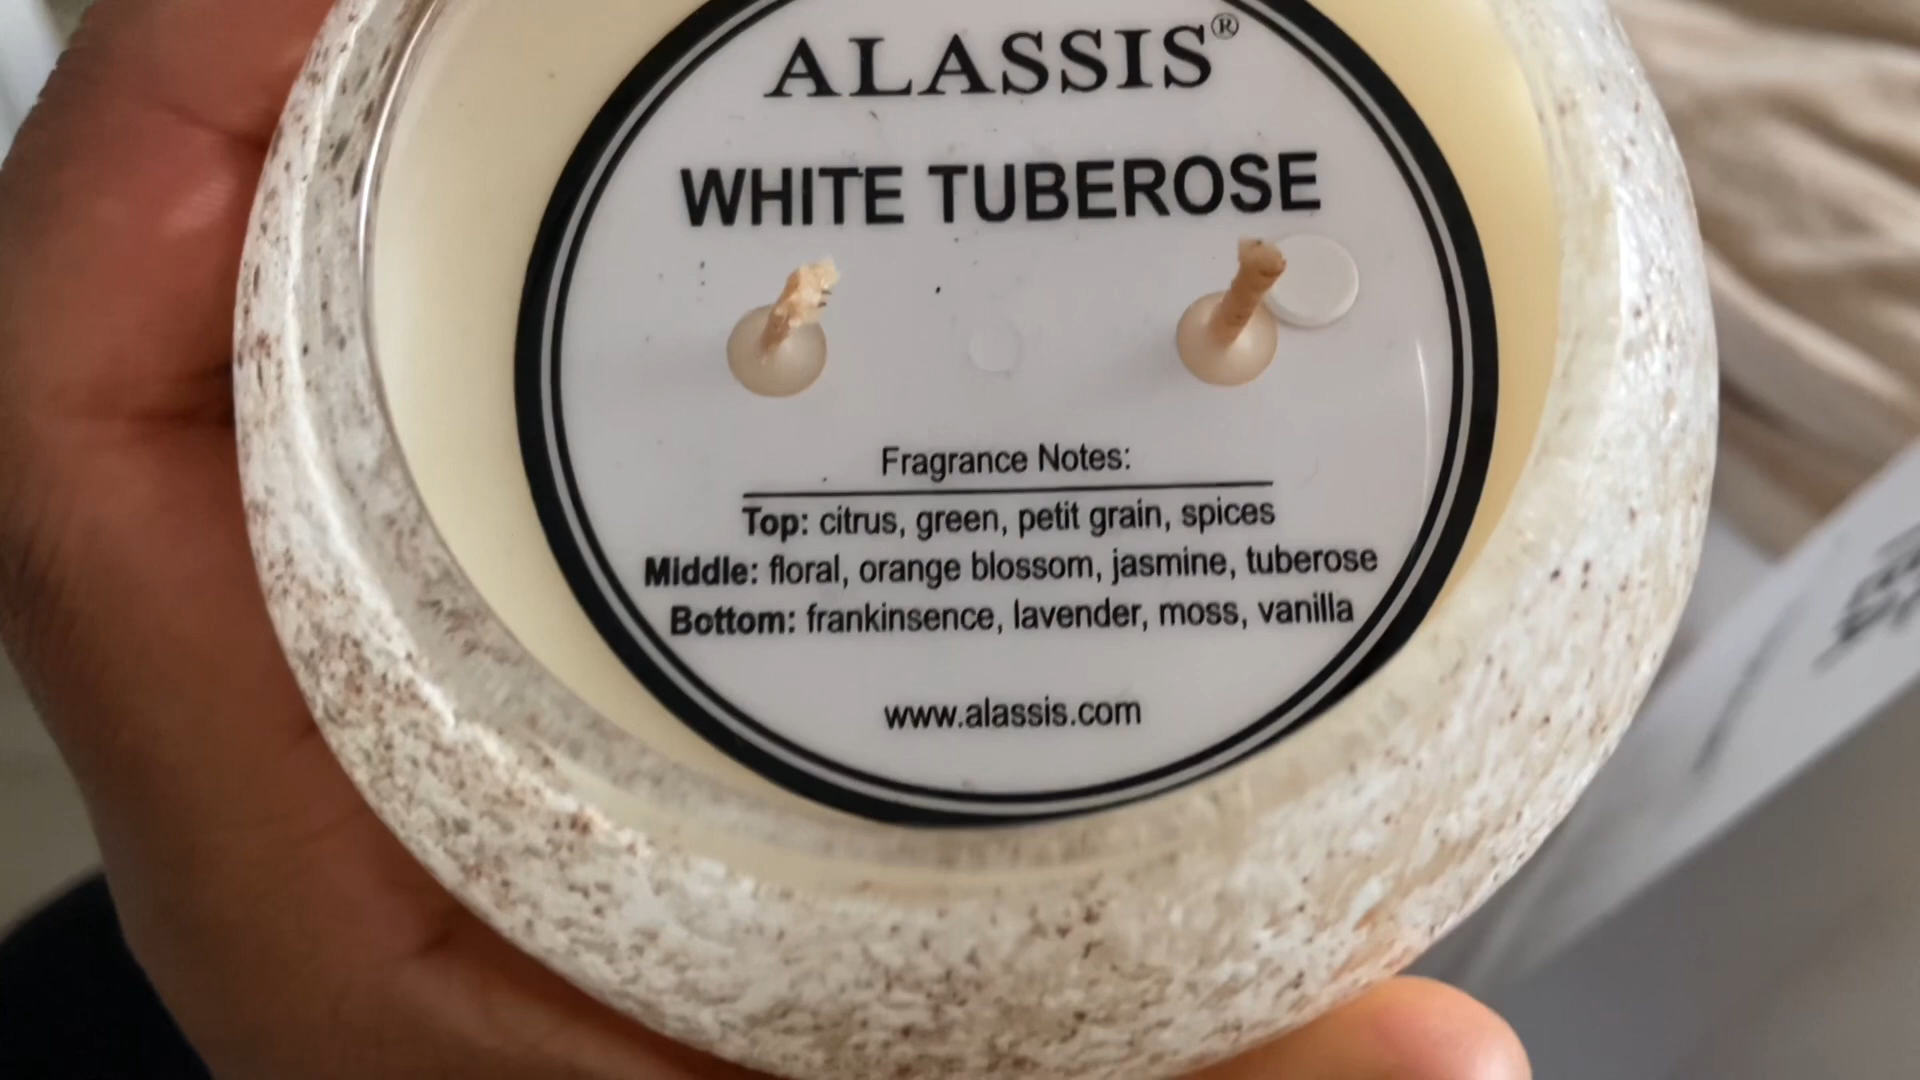 ALASSIS®
WHITE TUBEROSE
Fragrance Notes:
Top: citrus, green, petit grain, spices
Middle: floral, orange blossom, jasmine, tuberose
Bottom: frankinsence, lavender, moss, vanilla
www.alassis.com